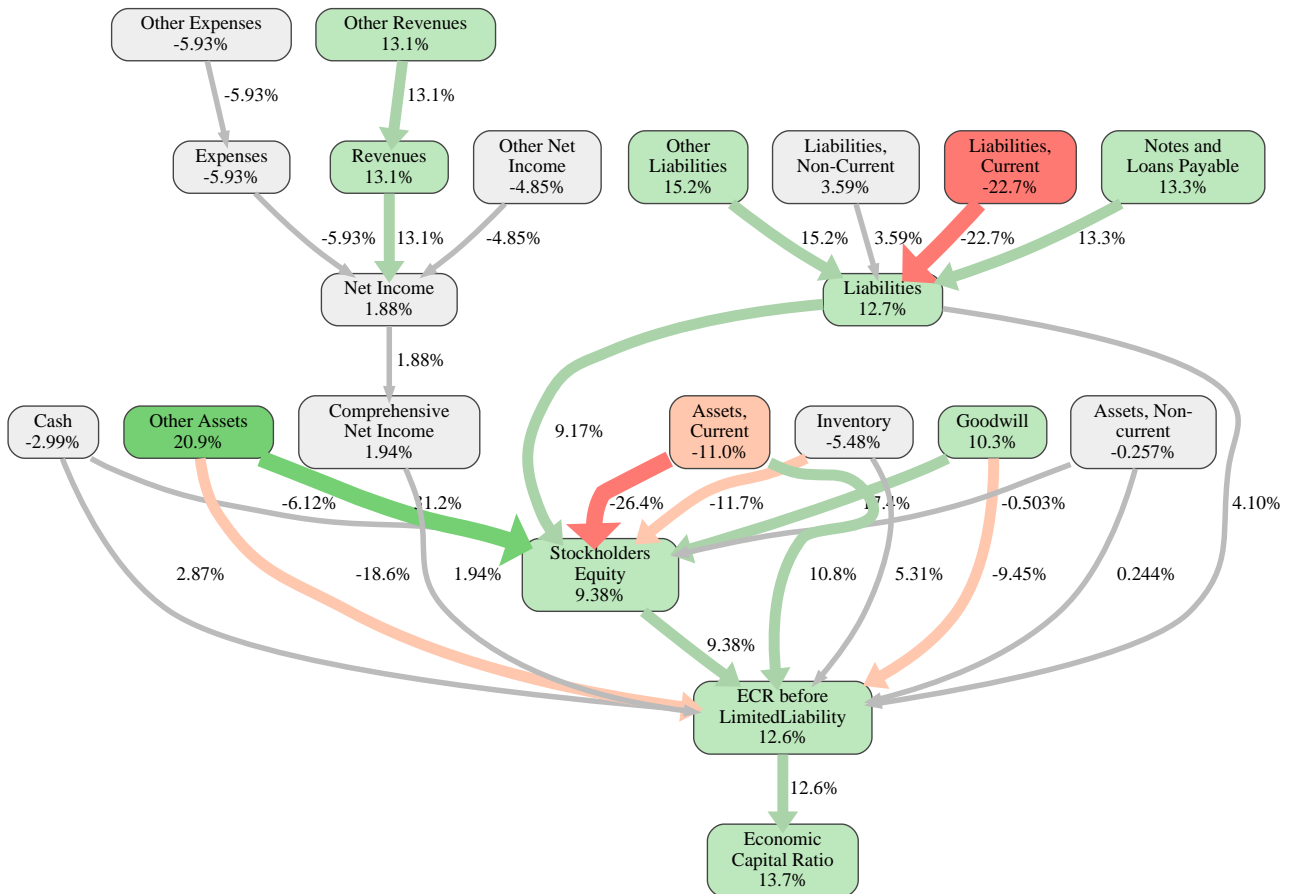 Other Expenses
-5.93%
Other Revenues
13.1%
-5.93%
13.1%
Expenses
-5.93%
Revenues
13.1%
Other Net
Income
-4.85%
Other
Liabilities
15.2%
Liabilities,
Non-Current
3.59%
Liabilities,
Current
-22.7%
Notes and
Loans Payable
13.3%
-5.93%
13.1%
-4.85%
15.2%
3.59%
-22.7%
13.3%
Net Income
1.88%
Liabilities
12.7%
1.88%
Cash
-2.99%
Other Assets
20.9%
Comprehensive
Net Income
1.94%
9.17%
Assets,
Current
-11.0%
Inventory
-5.48%
Goodwill
10.3%
Assets, Non-
current
-0.257%
-6.12%
31.2%
-26.4%
-11.7%
17.4%
-0.503%
4.10%
2.87%
-18.6%
1.94%
Stockholders
Equity
9.38%
10.8%
5.31%
-9.45%
0.244%
9.38%
ECR before
LimitedLiability
12.6%
12.6%
Economic
Capital Ratio
13.7%